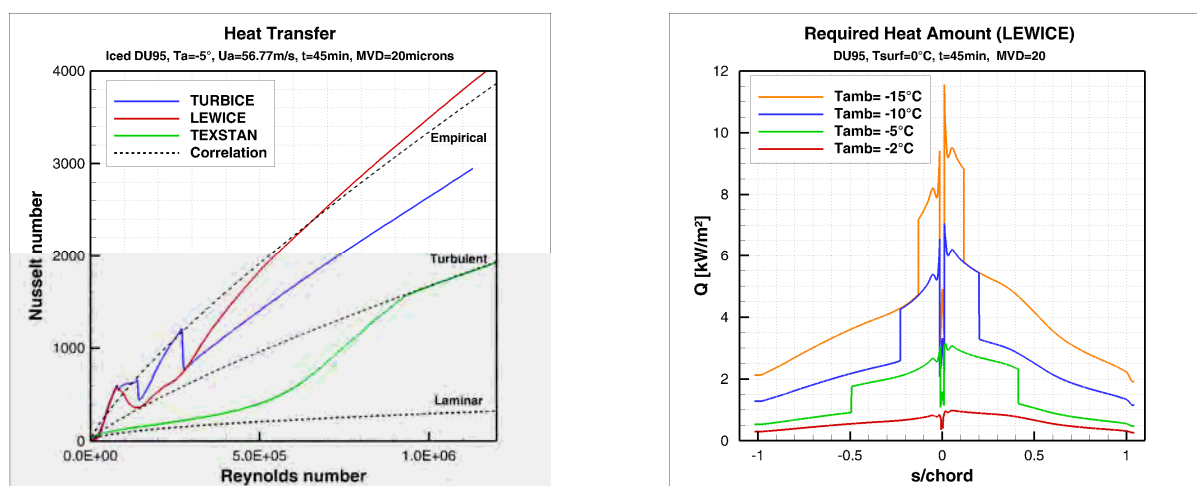 Heat Transfer
Iced DU95, Ta=-5°, Ua=56.77m/s, t=45min, MVD=20microns
4000
3000
2000
1000
0
Nusselt number
TURBICE
LEWICE
TEXSTAN
Correlation
Empirical
Turbulent
Laminar
0.0E+00
5.0E+05
1.0E+06
Reynolds number
Required Heat Amount (LEWICE)
DU95, Tsurf=0°C, t=45min, MVD=20
12
10
8
6
4
2
0
Q [kW/m²]
Tamb= -15°C
Tamb= -10°C
Tamb= -5°C
Tamb= -2°C
-1
-0.5
0
0.5
1
s/chord